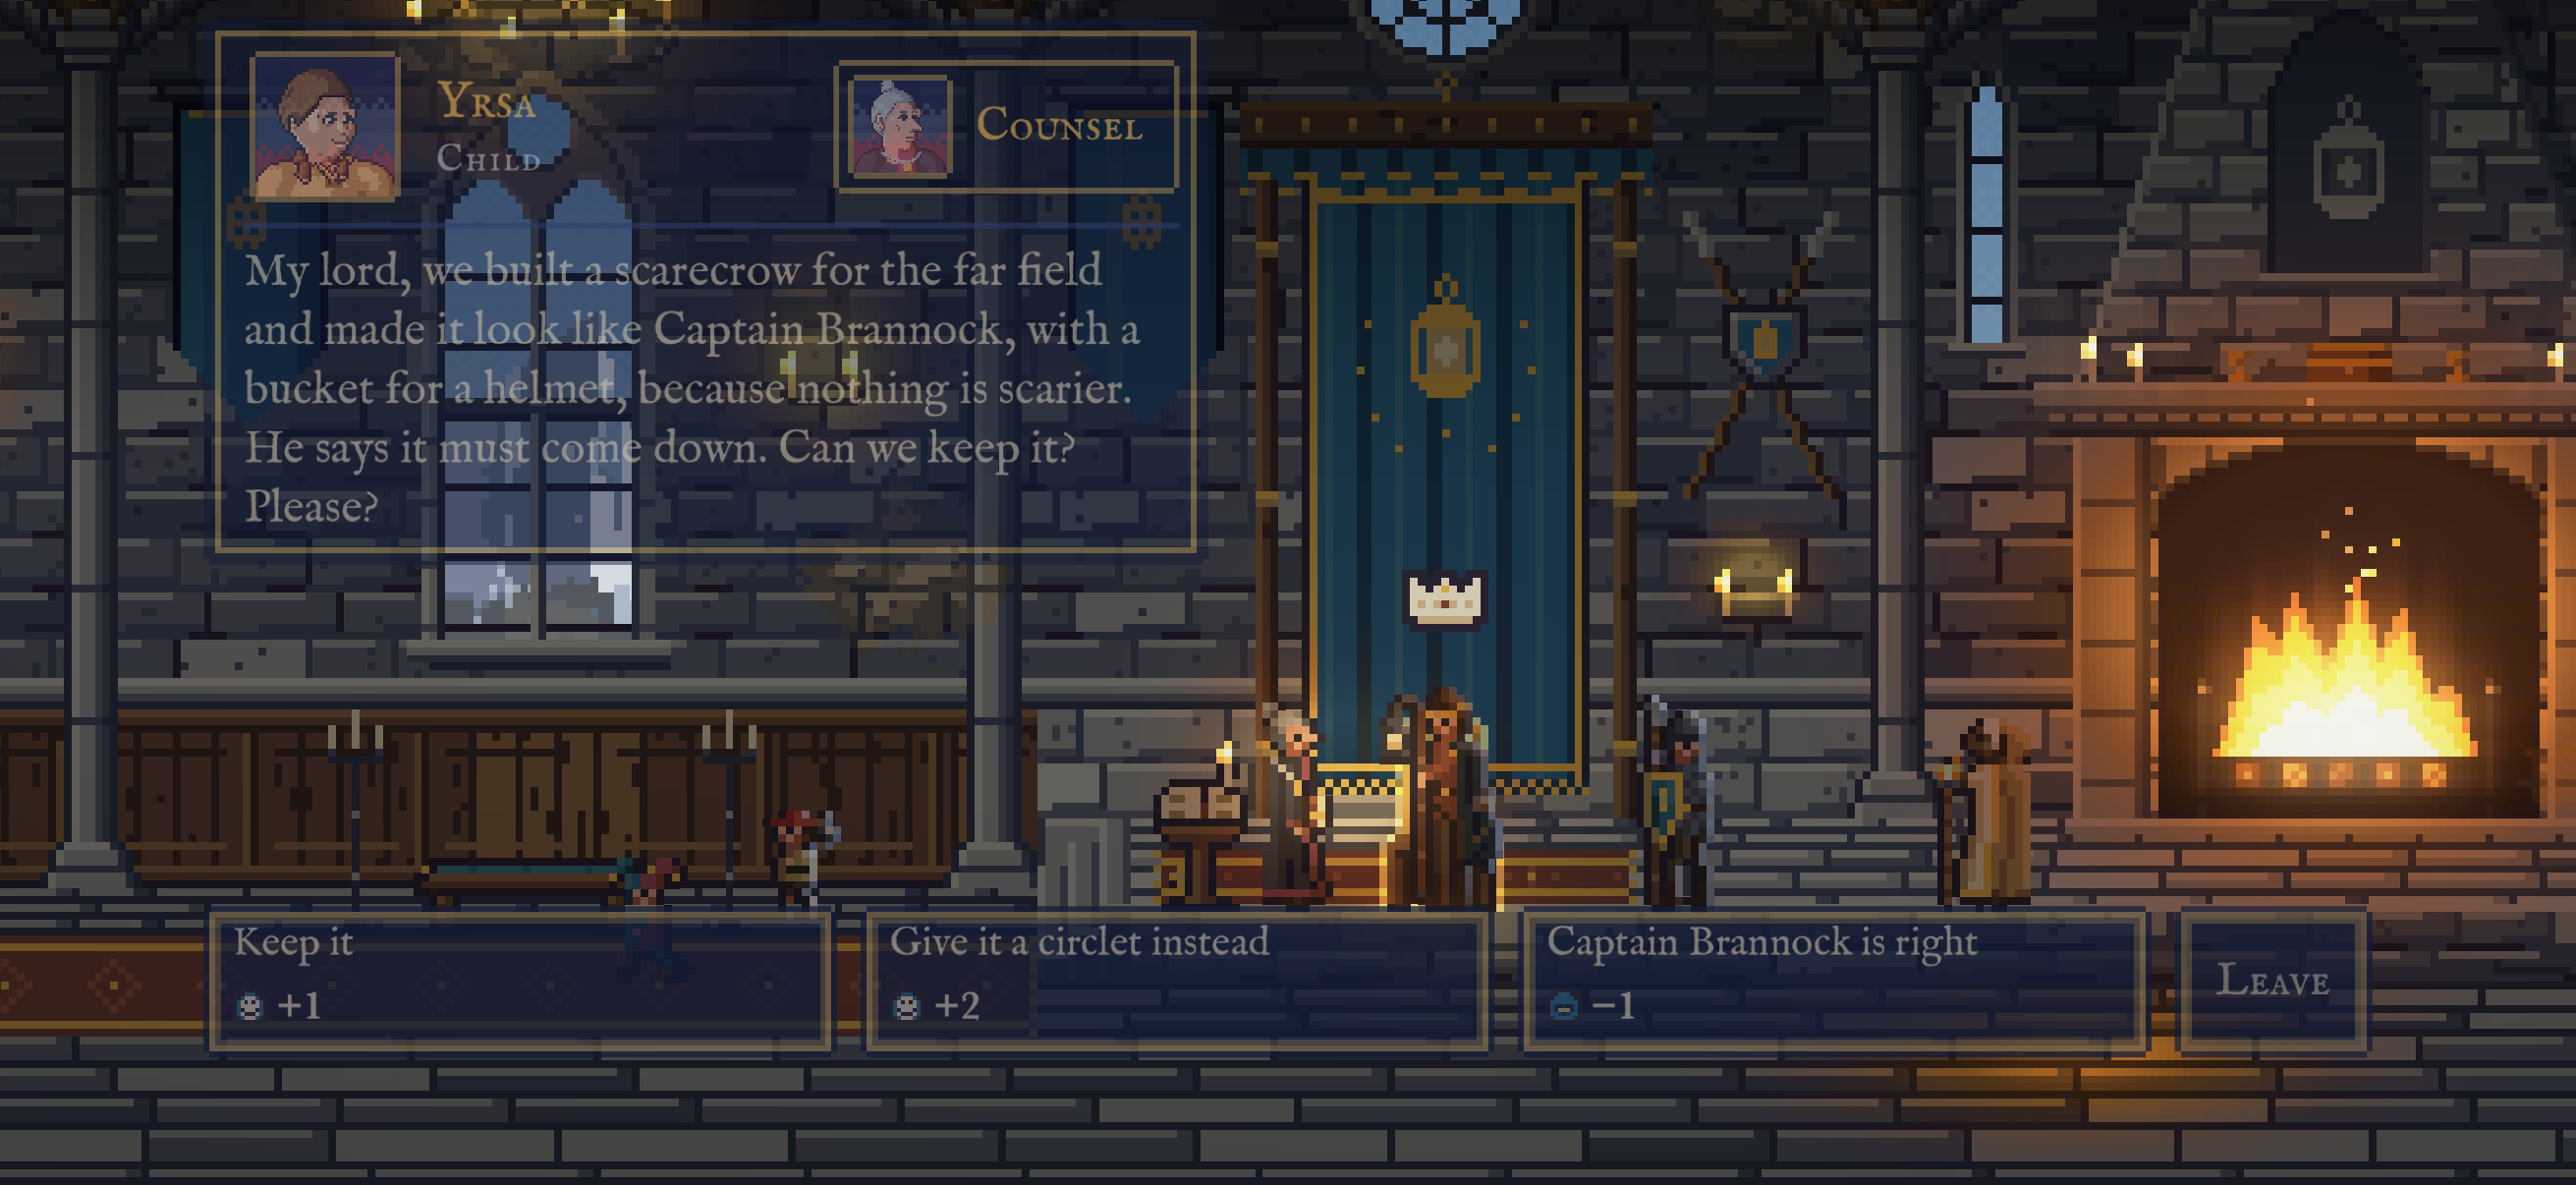 Yrsa
Child
Counsel
My lord, we built a scarecrow for the far field
and made it look like Captain Brannock, with a
bucket for a helmet, because nothing is scarier.
He says it must come down. Can we keep it?
Please?
Keep it
+1
Give it a circlet instead
+2
Captain Brannock is right
−1
Leave